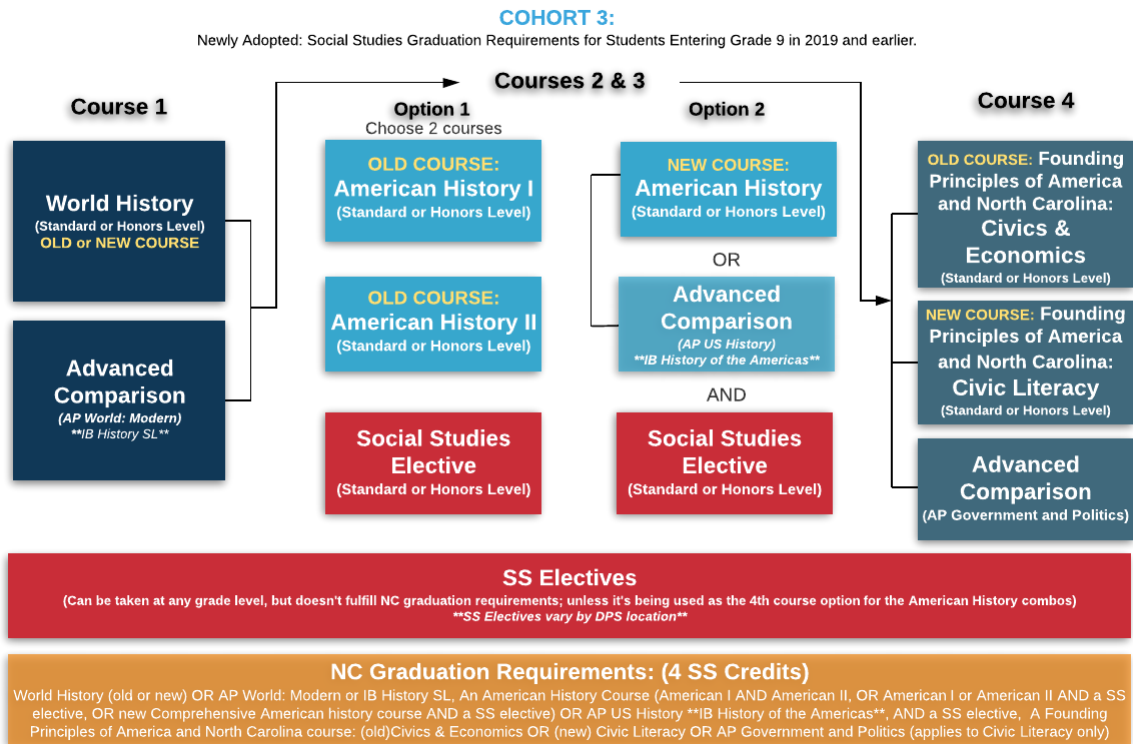 COHORT 3:
Newly Adopted: Social Studies Graduation Requirements for Students Entering Grade 9 in 2019 and earlier.
Course 1
World History
(Standard or Honors Level)
OLD or NEW COURSE
Advanced
Comparison
(AP World: Modern)
**IB History SL**
Courses 2 & 3
Option 1
Choose 2 courses
OLD COURSE:
American History I
(Standard or Honors Level)
OLD COURSE:
American History II
(Standard or Honors Level)
Social Studies
Elective
(Standard or Honors Level)
Option 2
NEW COURSE:
American History
(Standard or Honors Level)
OR
Advanced
Comparison
(AP US History)
**IB History of the Americas**
AND
Social Studies
Elective
(Standard or Honors Level)
Course 4
OLD COURSE: Founding
Principles of America
and North Carolina:
Civics &
Economics
(Standard or Honors Level)
NEW COURSE: Founding
Principles of America
and North Carolina:
Civic Literacy
(Standard or Honors Level)
Advanced
Comparison
(AP Government and Politics)
SS Electives
(Can be taken at any grade level, but doesn't fulfill NC graduation requirements; unless it's being used as the 4th course option for the American History combos)
**SS Electives vary by DPS location**
NC Graduation Requirements: (4 SS Credits)
World History (old or new) OR AP World: Modern or IB History SL, An American History Course (American I AND American II, OR American I or American II AND a SS
elective, OR new Comprehensive American history course AND a SS elective) OR AP US History **IB History of the Americas**, AND a SS elective, A Founding
Principles of America and North Carolina course: (old)Civics & Economics OR (new) Civic Literacy OR AP Government and Politics (applies to Civic Literacy only)